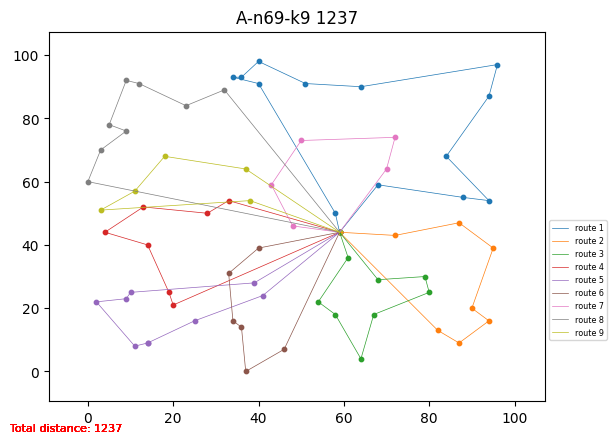 A-n69-k9 1237
100
80
60
40
20
0
0 20 40 60 80 100
route 1
route 2
route 3
route 4
route 5
route 6
route 7
route 8
route 9
Total distance: 1237